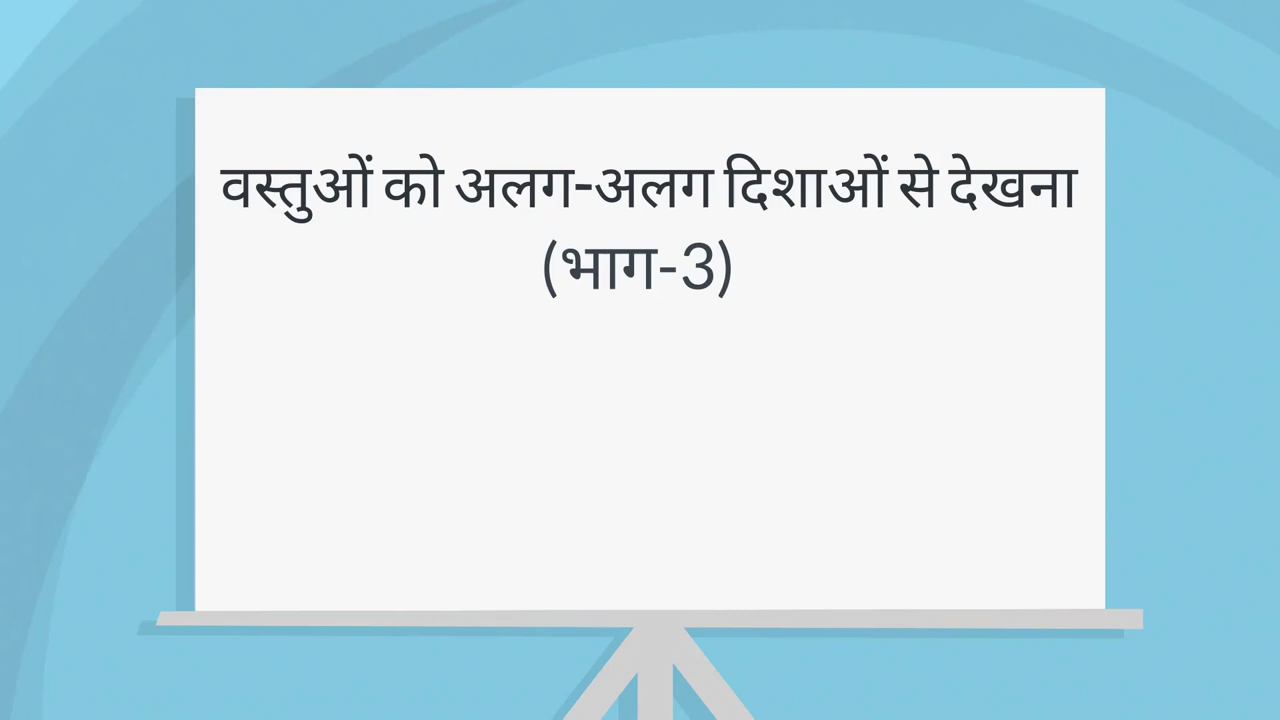 वस्तुओं को अलग-अलग दिशाओं से देखना
(भाग-3)